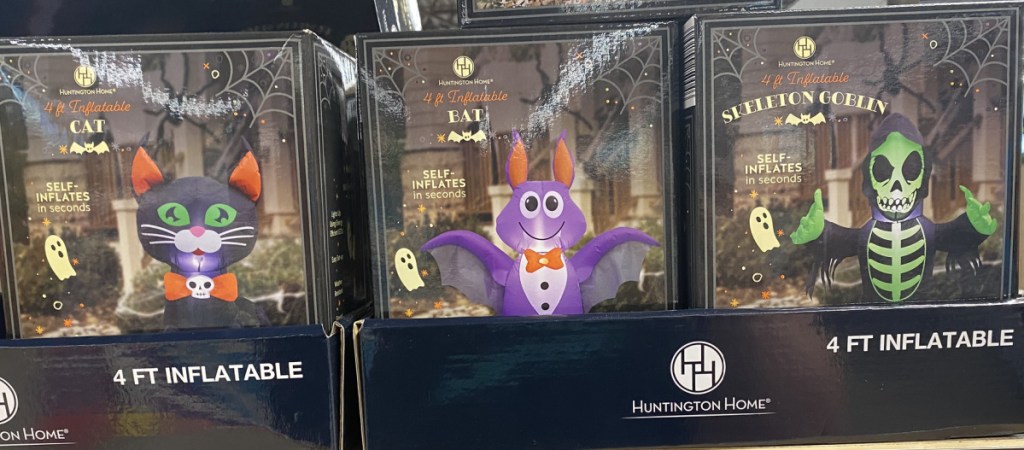 HUNTINGTON HOME®
4 ft Inflatable
CAT
SELF-
INFLATES
in seconds
HUNTINGTON HOME®
4 ft Inflatable
BAT
SELF-
INFLATES
in seconds
HUNTINGTON HOME®
4 ft Inflatable
SKELETON GOBLIN
SELF-
INFLATES
in seconds
4 FT INFLATABLE
ON HOME®
HUNTINGTON HOME®
4 FT INFLATABLE